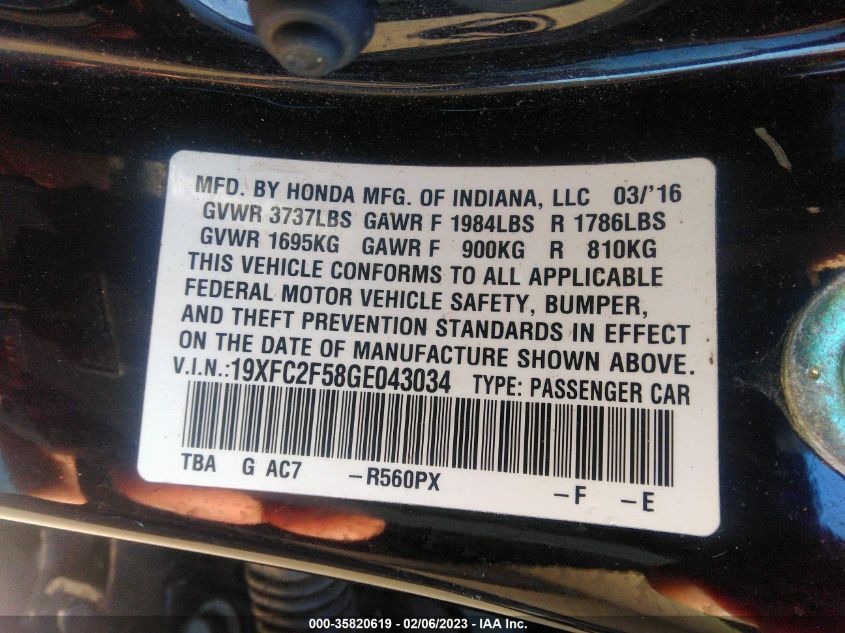 MFD. BY HONDA MFG. OF INDIANA, LLC 03/'16
GVWR 3737LBS GAWR F 1984LBS R 1786LBS
GVWR 1695KG GAWR F 900KG R 810KG
THIS VEHICLE CONFORMS TO ALL APPLICABLE
FEDERAL MOTOR VEHICLE SAFETY, BUMPER,
AND THEFT PREVENTION STANDARDS IN EFFECT
ON THE DATE OF MANUFACTURE SHOWN ABOVE.
V.I.N.:19XFC2F58GE043034 TYPE: PASSENGER CAR
TBA G AC7 –R560PX –F –E
000-35820619 - 02/06/2023 - IAA Inc.